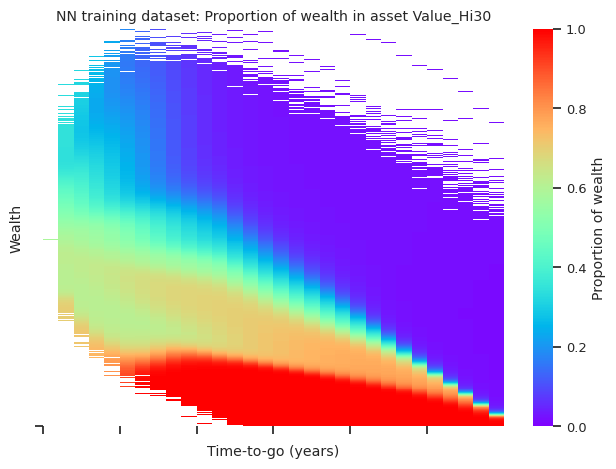 NN training dataset: Proportion of wealth in asset Value_Hi30
Wealth
Time-to-go (years)
1.0
0.8
0.6
0.4
0.2
0.0
Proportion of wealth